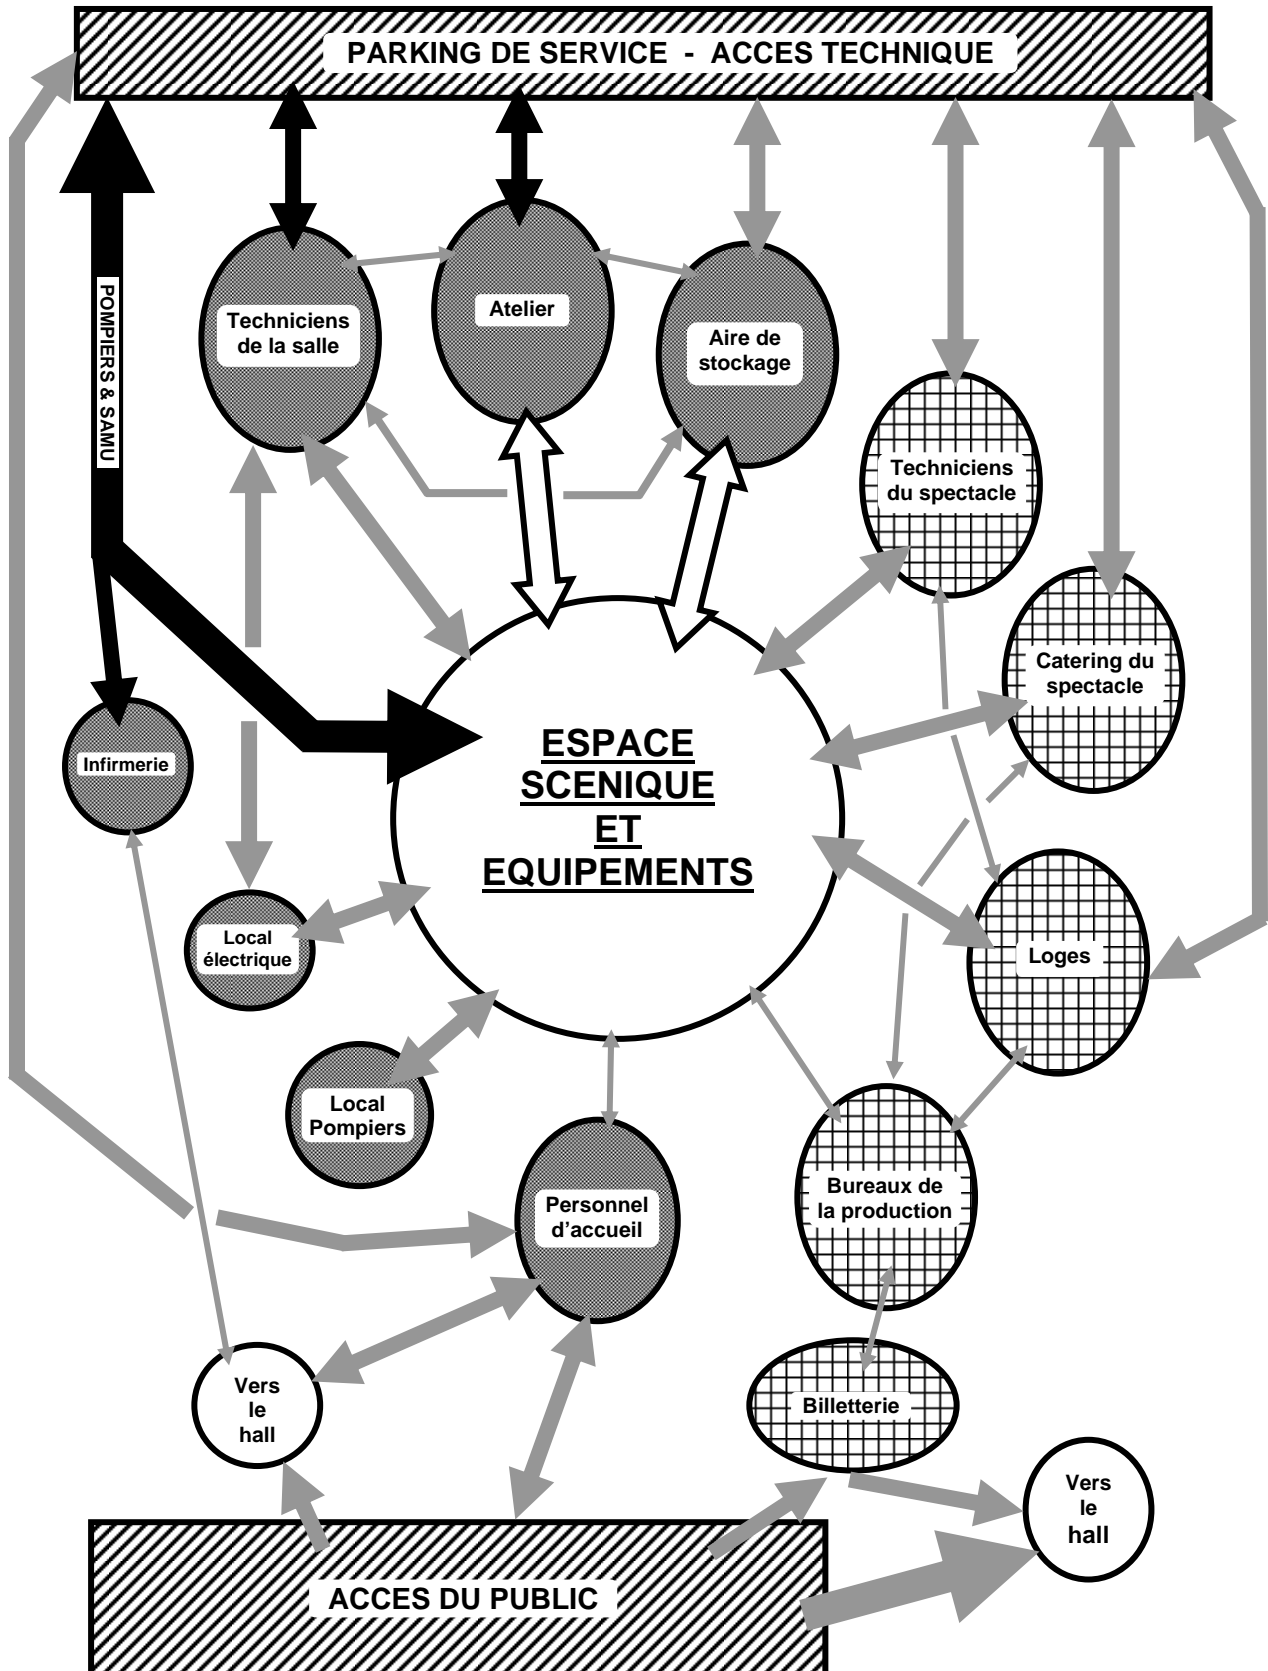 PARKING DE SERVICE - ACCES TECHNIQUE
POMPIERS & SAMU
Techniciens
de la salle
Atelier
Aire de
stockage
Techniciens
du spectacle
Catering du
spectacle
Infirmerie
ESPACE
SCENIQUE
ET
EQUIPEMENTS
Local
électrique
Loges
Local
Pompiers
Personnel
d'accueil
Bureaux de
la production
Vers
le
hall
Billetterie
Vers
le
hall
ACCES DU PUBLIC